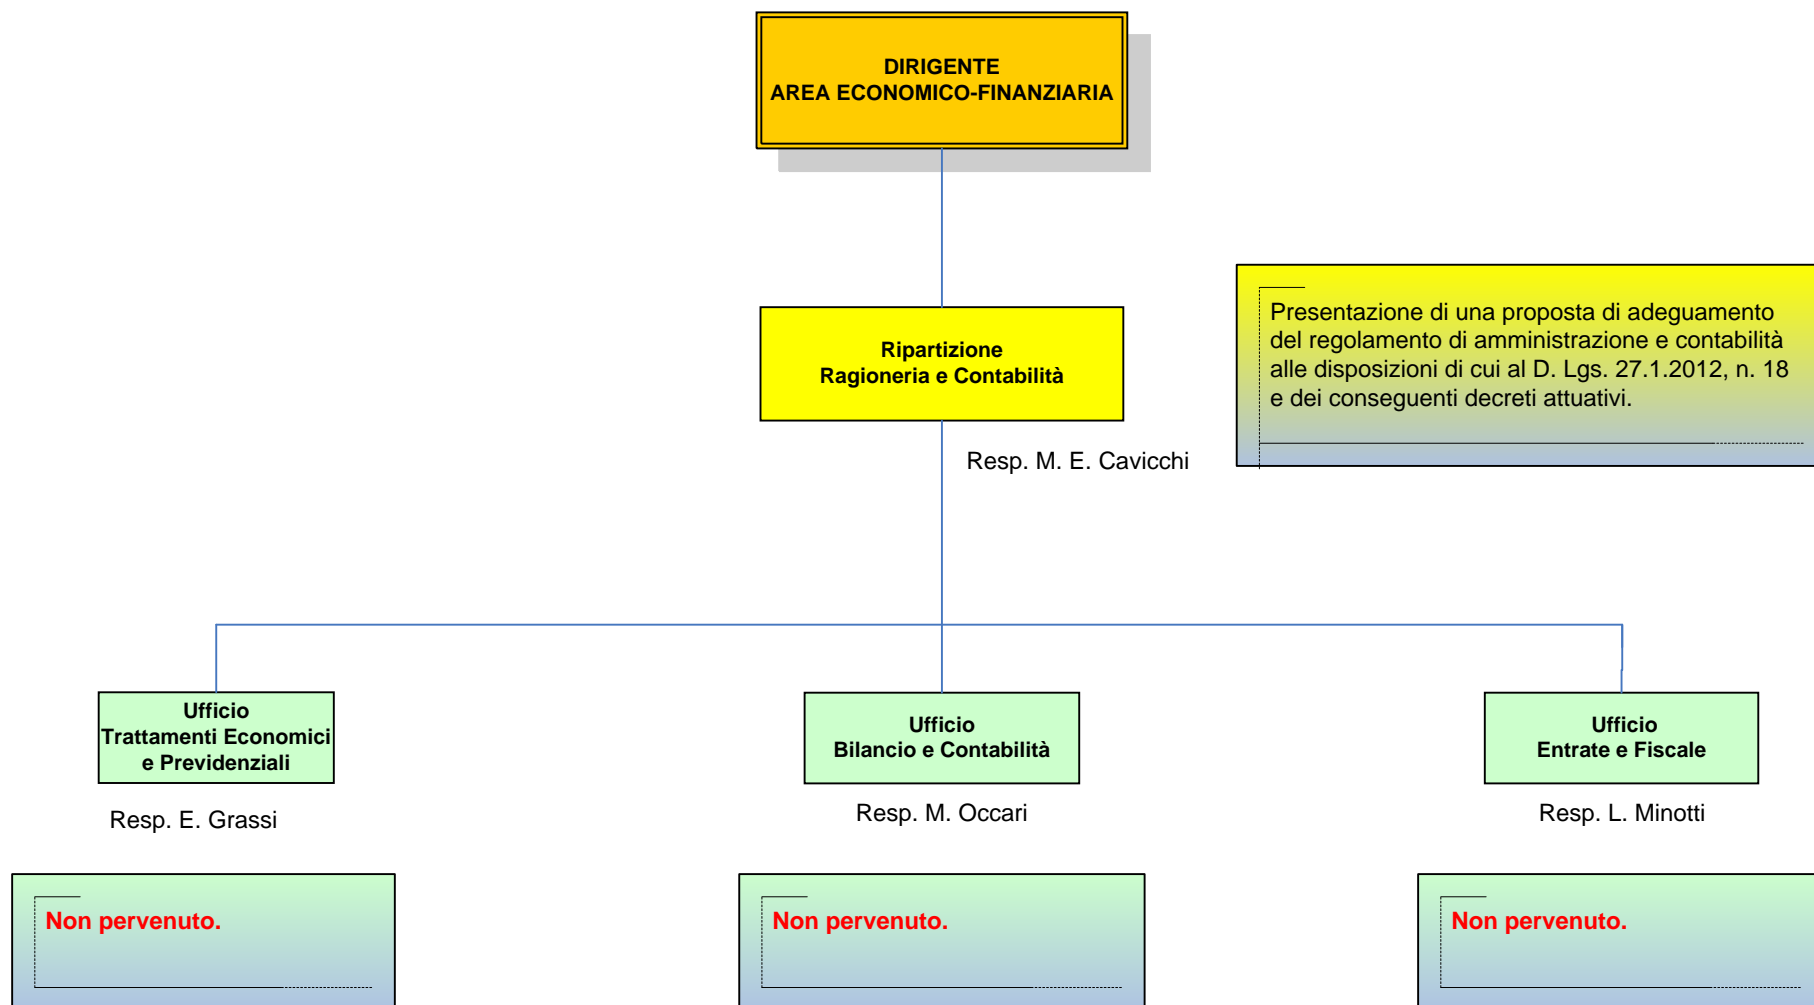 DIRIGENTE
AREA ECONOMICO-FINANZIARIA
Ripartizione
Ragioneria e Contabilità
Resp. M. E. Cavicchi
Presentazione di una proposta di adeguamento
del regolamento di amministrazione e contabilità
alle disposizioni di cui al D. Lgs. 27.1.2012, n. 18
e dei conseguenti decreti attuativi.
Ufficio
Trattamenti Economici
e Previdenziali
Resp. E. Grassi
Non pervenuto.
Ufficio
Bilancio e Contabilità
Resp. M. Occari
Non pervenuto.
Ufficio
Entrate e Fiscale
Resp. L. Minotti
Non pervenuto.